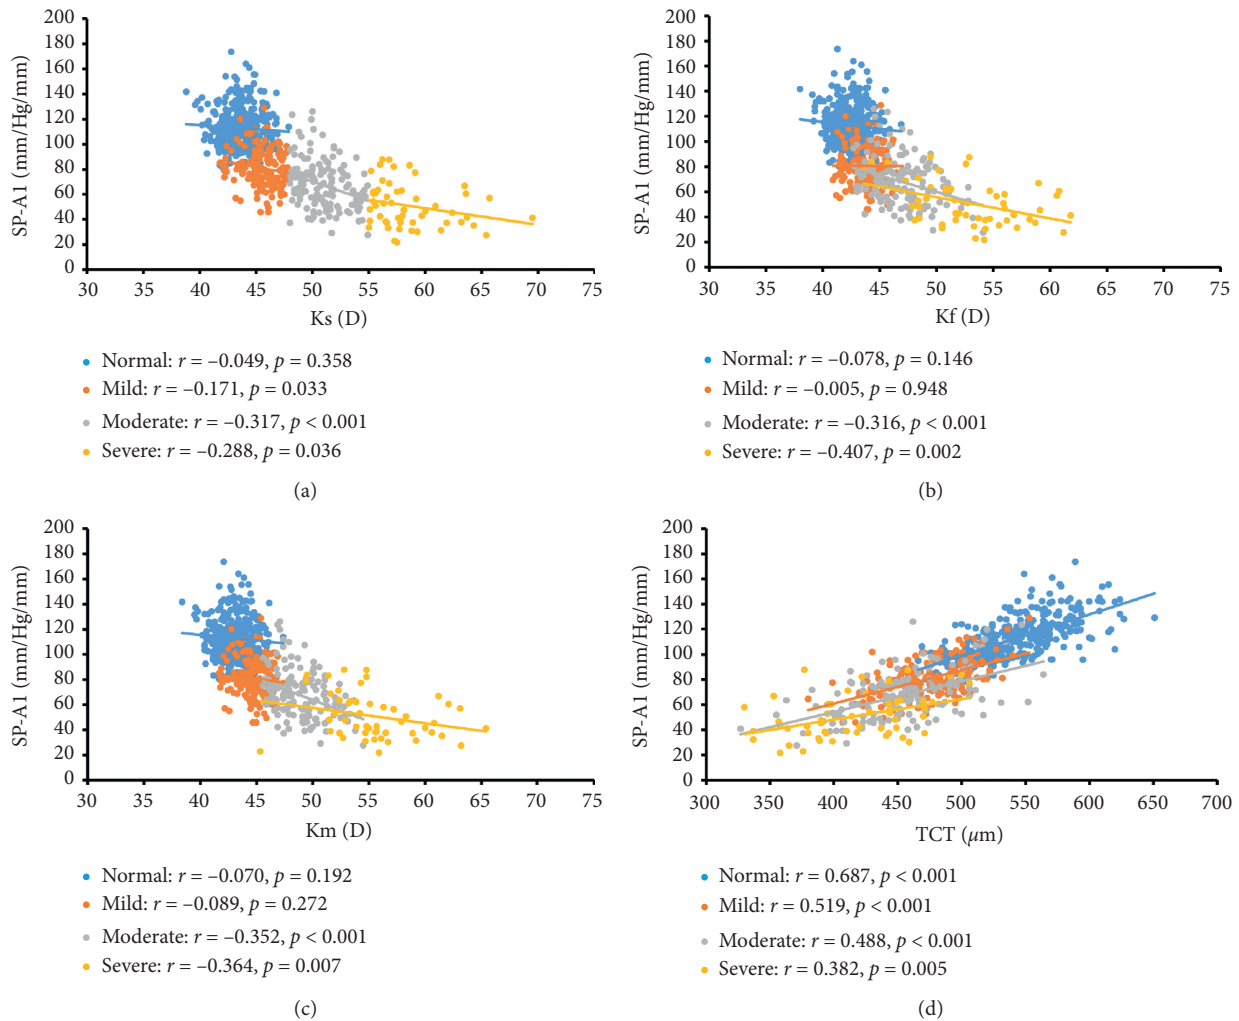 200
180
160
140
120
100
80
60
40
20
0
SP-A1 (mm/Hg/mm)
30 35 40 45 50 55 60 65 70 75
Ks (D)
Normal: r = –0.049, p = 0.358
Mild: r = –0.171, p = 0.033
Moderate: r = –0.317, p < 0.001
Severe: r = –0.288, p = 0.036
(a)
200
180
160
140
120
100
80
60
40
20
0
SP-A1 (mm/Hg/mm)
30 35 40 45 50 55 60 65 70 75
Kf (D)
Normal: r = –0.078, p = 0.146
Mild: r = –0.005, p = 0.948
Moderate: r = –0.316, p < 0.001
Severe: r = –0.407, p = 0.002
(b)
200
180
160
140
120
100
80
60
40
20
0
SP-A1 (mm/Hg/mm)
30 35 40 45 50 55 60 65 70 75
Km (D)
Normal: r = –0.070, p = 0.192
Mild: r = –0.089, p = 0.272
Moderate: r = –0.352, p < 0.001
Severe: r = –0.364, p = 0.007
(c)
200
180
160
140
120
100
80
60
40
20
0
SP-A1 (mm/Hg/mm)
300 350 400 450 500 550 600 650 700
TCT (μm)
Normal: r = 0.687, p < 0.001
Mild: r = 0.519, p < 0.001
Moderate: r = 0.488, p < 0.001
Severe: r = 0.382, p = 0.005
(d)